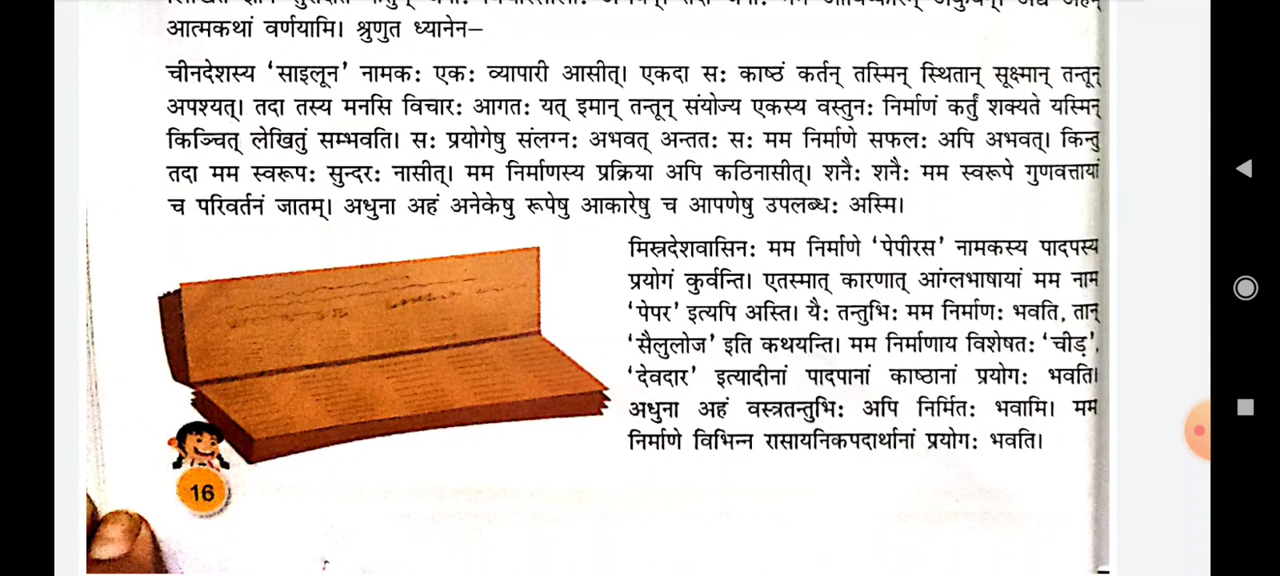 आत्मकथां वर्णयामि। श्रुणुत ध्यानेन–
चीनदेशस्य 'साइलून' नामकः एकः व्यापारी आसीत्। एकदा सः काष्ठं कर्तन् तस्मिन् स्थितान् सूक्ष्मान् तन्तून्
अपश्यत्। तदा तस्य मनसि विचारः आगतः यत् इमान् तन्तून् संयोज्य एकस्य वस्तुनः निर्माणं कर्तुं शक्यते यस्मिन्
किञ्चित् लेखितुं सम्भवति। सः प्रयोगेषु संलग्नः अभवत् अन्ततः सः मम निर्माणे सफलः अपि अभवत्। किन्तु
तदा मम स्वरूपः सुन्दरः नासीत्। मम निर्माणस्य प्रक्रिया अपि कठिनासीत्। शनैः शनैः मम स्वरूपे गुणवत्तायां
च परिवर्तनं जातम्। अधुना अहं अनेकेषु रूपेषु आकारेषु च आपणेषु उपलब्धः अस्मि।
मिस्त्रदेशवासिनः मम निर्माणे 'पेपीरस' नामकस्य पादपस्य
प्रयोगं कुर्वन्ति। एतस्मात् कारणात् आंग्लभाषायां मम नाम
'पेपर' इत्यपि अस्ति। यैः तन्तुभिः मम निर्माणः भवति, तान्
'सैलुलोज' इति कथयन्ति। मम निर्माणाय विशेषतः 'चीड़',
'देवदार' इत्यादीनां पादपानां काष्ठानां प्रयोगः भवति।
अधुना अहं वस्त्रतन्तुभिः अपि निर्मितः भवामि। मम
निर्माणे विभिन्न रासायनिकपदार्थानां प्रयोगः भवति।
16